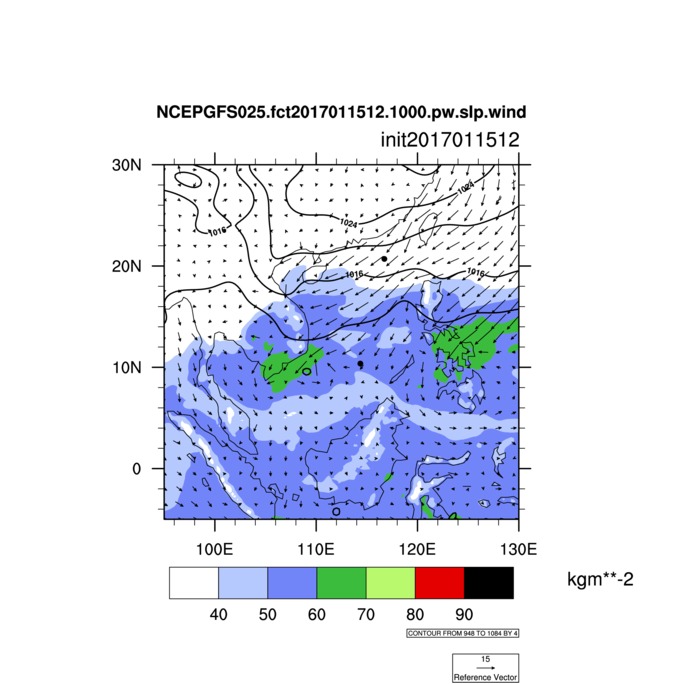 NCEPGFS025.fct2017011512.1000.pw.slp.wind
init2017011512
30N
20N
10N
0
1024
1024
1016
1016
1016
100E 110E 120E 130E
kgm**-2
40 50 60 70 80 90
CONTOUR FROM 948 TO 1084 BY 4
15
Reference Vector